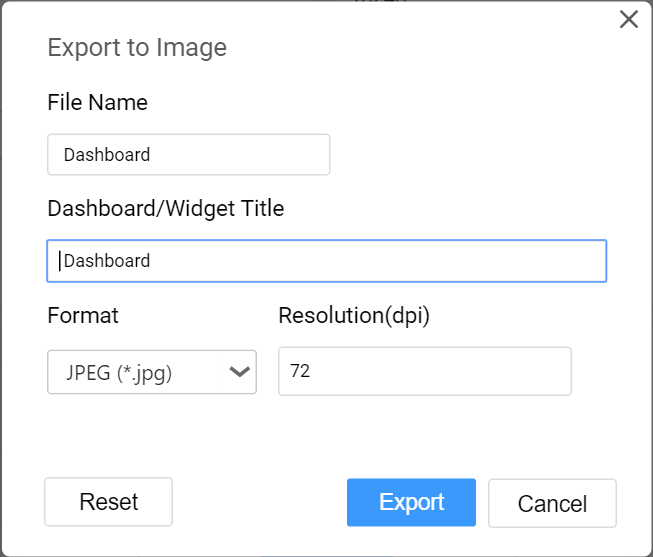 Export to Image
File Name
Dashboard
Dashboard/Widget Title
Dashboard
Format
Resolution(dpi)
JPEG (*.jpg)
72
Reset
Export
Cancel